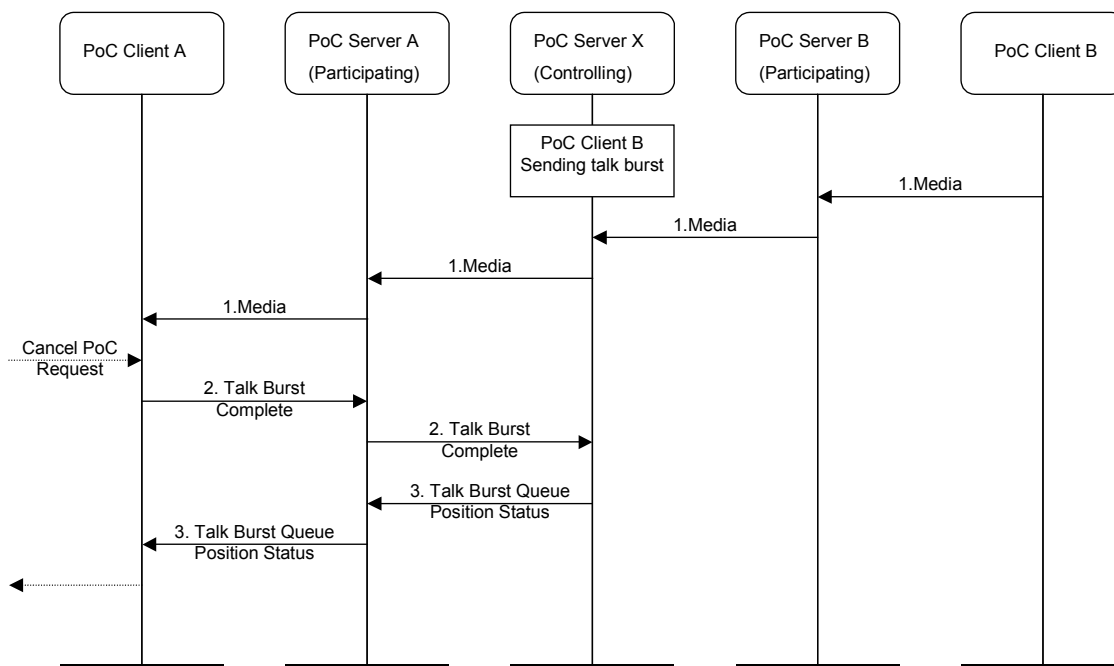 PoC Client A
PoC Server A
(Participating)
PoC Server X
(Controlling)
PoC Server B
(Participating)
PoC Client B
PoC Client B
Sending talk burst
1.Media
1.Media
1.Media
1.Media
Cancel PoC
Request
2. Talk Burst
Complete
2. Talk Burst
Complete
3. Talk Burst Queue
Position Status
3. Talk Burst Queue
Position Status